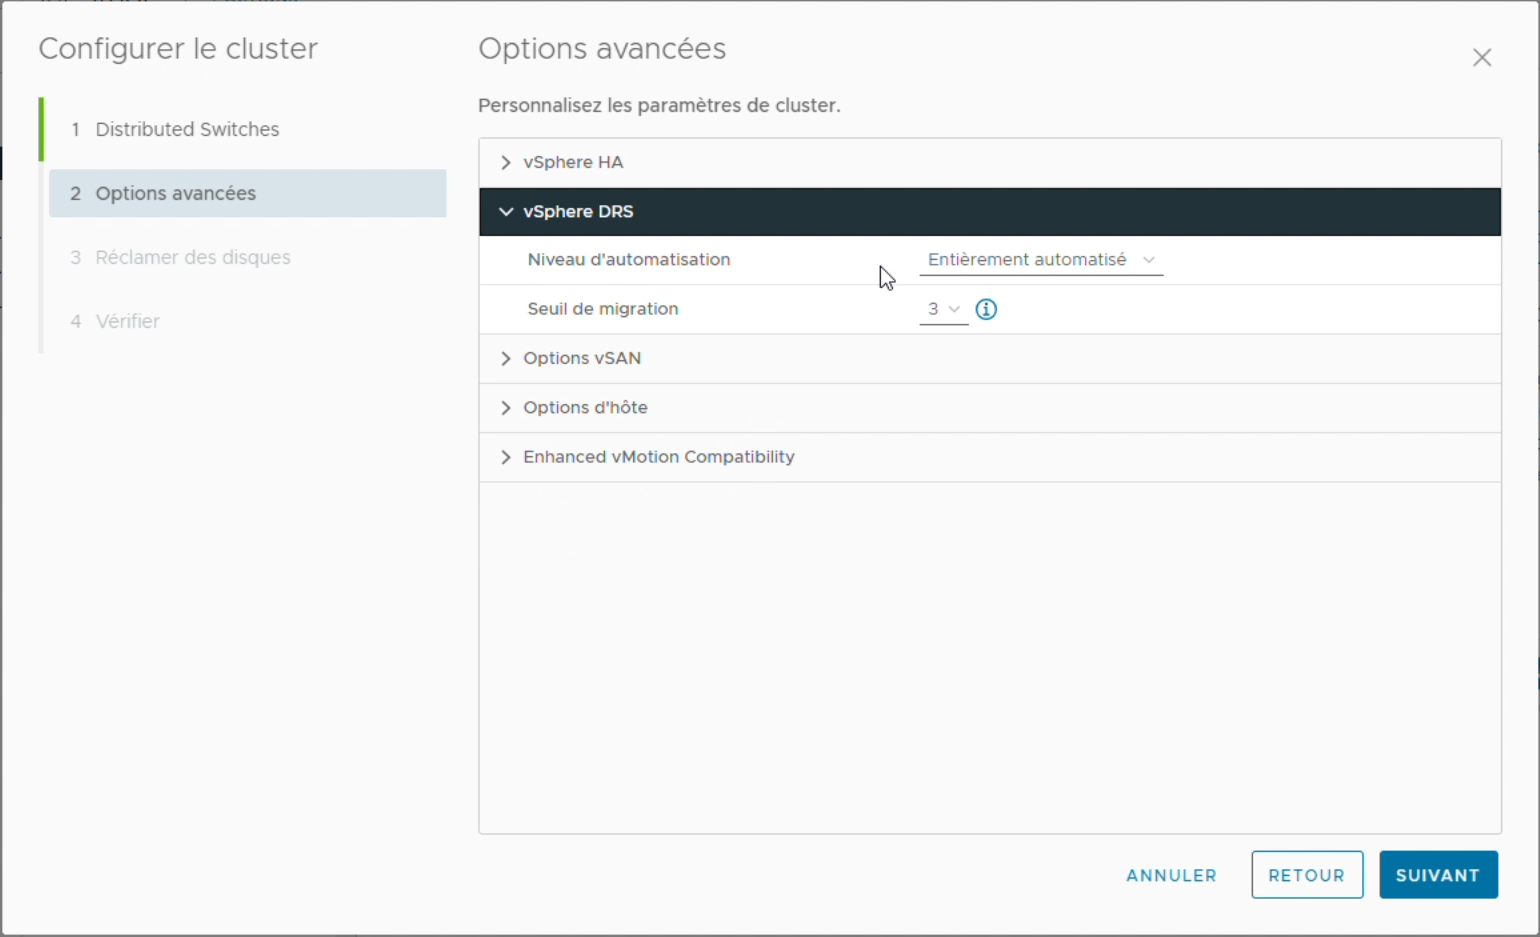 Configurer le cluster
1 Distributed Switches
2 Options avancées
3 Réclamer des disques
4 Vérifier
Options avancées
Personnalisez les paramètres de cluster.
vSphere HA
vSphere DRS
Niveau d'automatisation Entièrement automatisé
Seuil de migration 3
Options vSAN
Options d'hôte
Enhanced vMotion Compatibility
ANNULER RETOUR SUIVANT